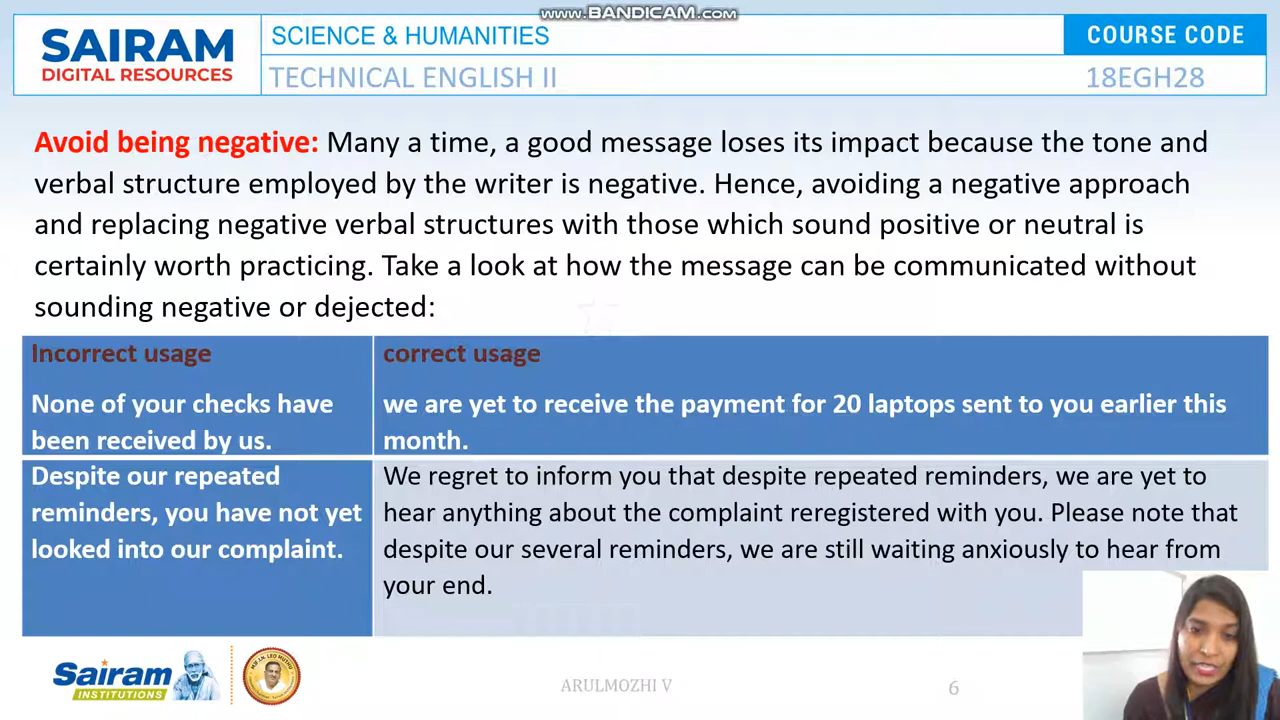 www.BANDICAM.com
SAIRAM
DIGITAL RESOURCES
SCIENCE & HUMANITIES
COURSE CODE
TECHNICAL ENGLISH II
18EGH28
Avoid being negative: Many a time, a good message loses its impact because the tone and
verbal structure employed by the writer is negative. Hence, avoiding a negative approach
and replacing negative verbal structures with those which sound positive or neutral is
certainly worth practicing. Take a look at how the message can be communicated without
sounding negative or dejected:
Incorrect usage
correct usage
None of your checks have
been received by us.
we are yet to receive the payment for 20 laptops sent to you earlier this
month.
Despite our repeated
reminders, you have not yet
looked into our complaint.
We regret to inform you that despite repeated reminders, we are yet to
hear anything about the complaint reregistered with you. Please note that
despite our several reminders, we are still waiting anxiously to hear from
your end.
Sairam
INSTITUTIONS
MJF. LN. LEO MUTHU
ARULMOZHI V
6